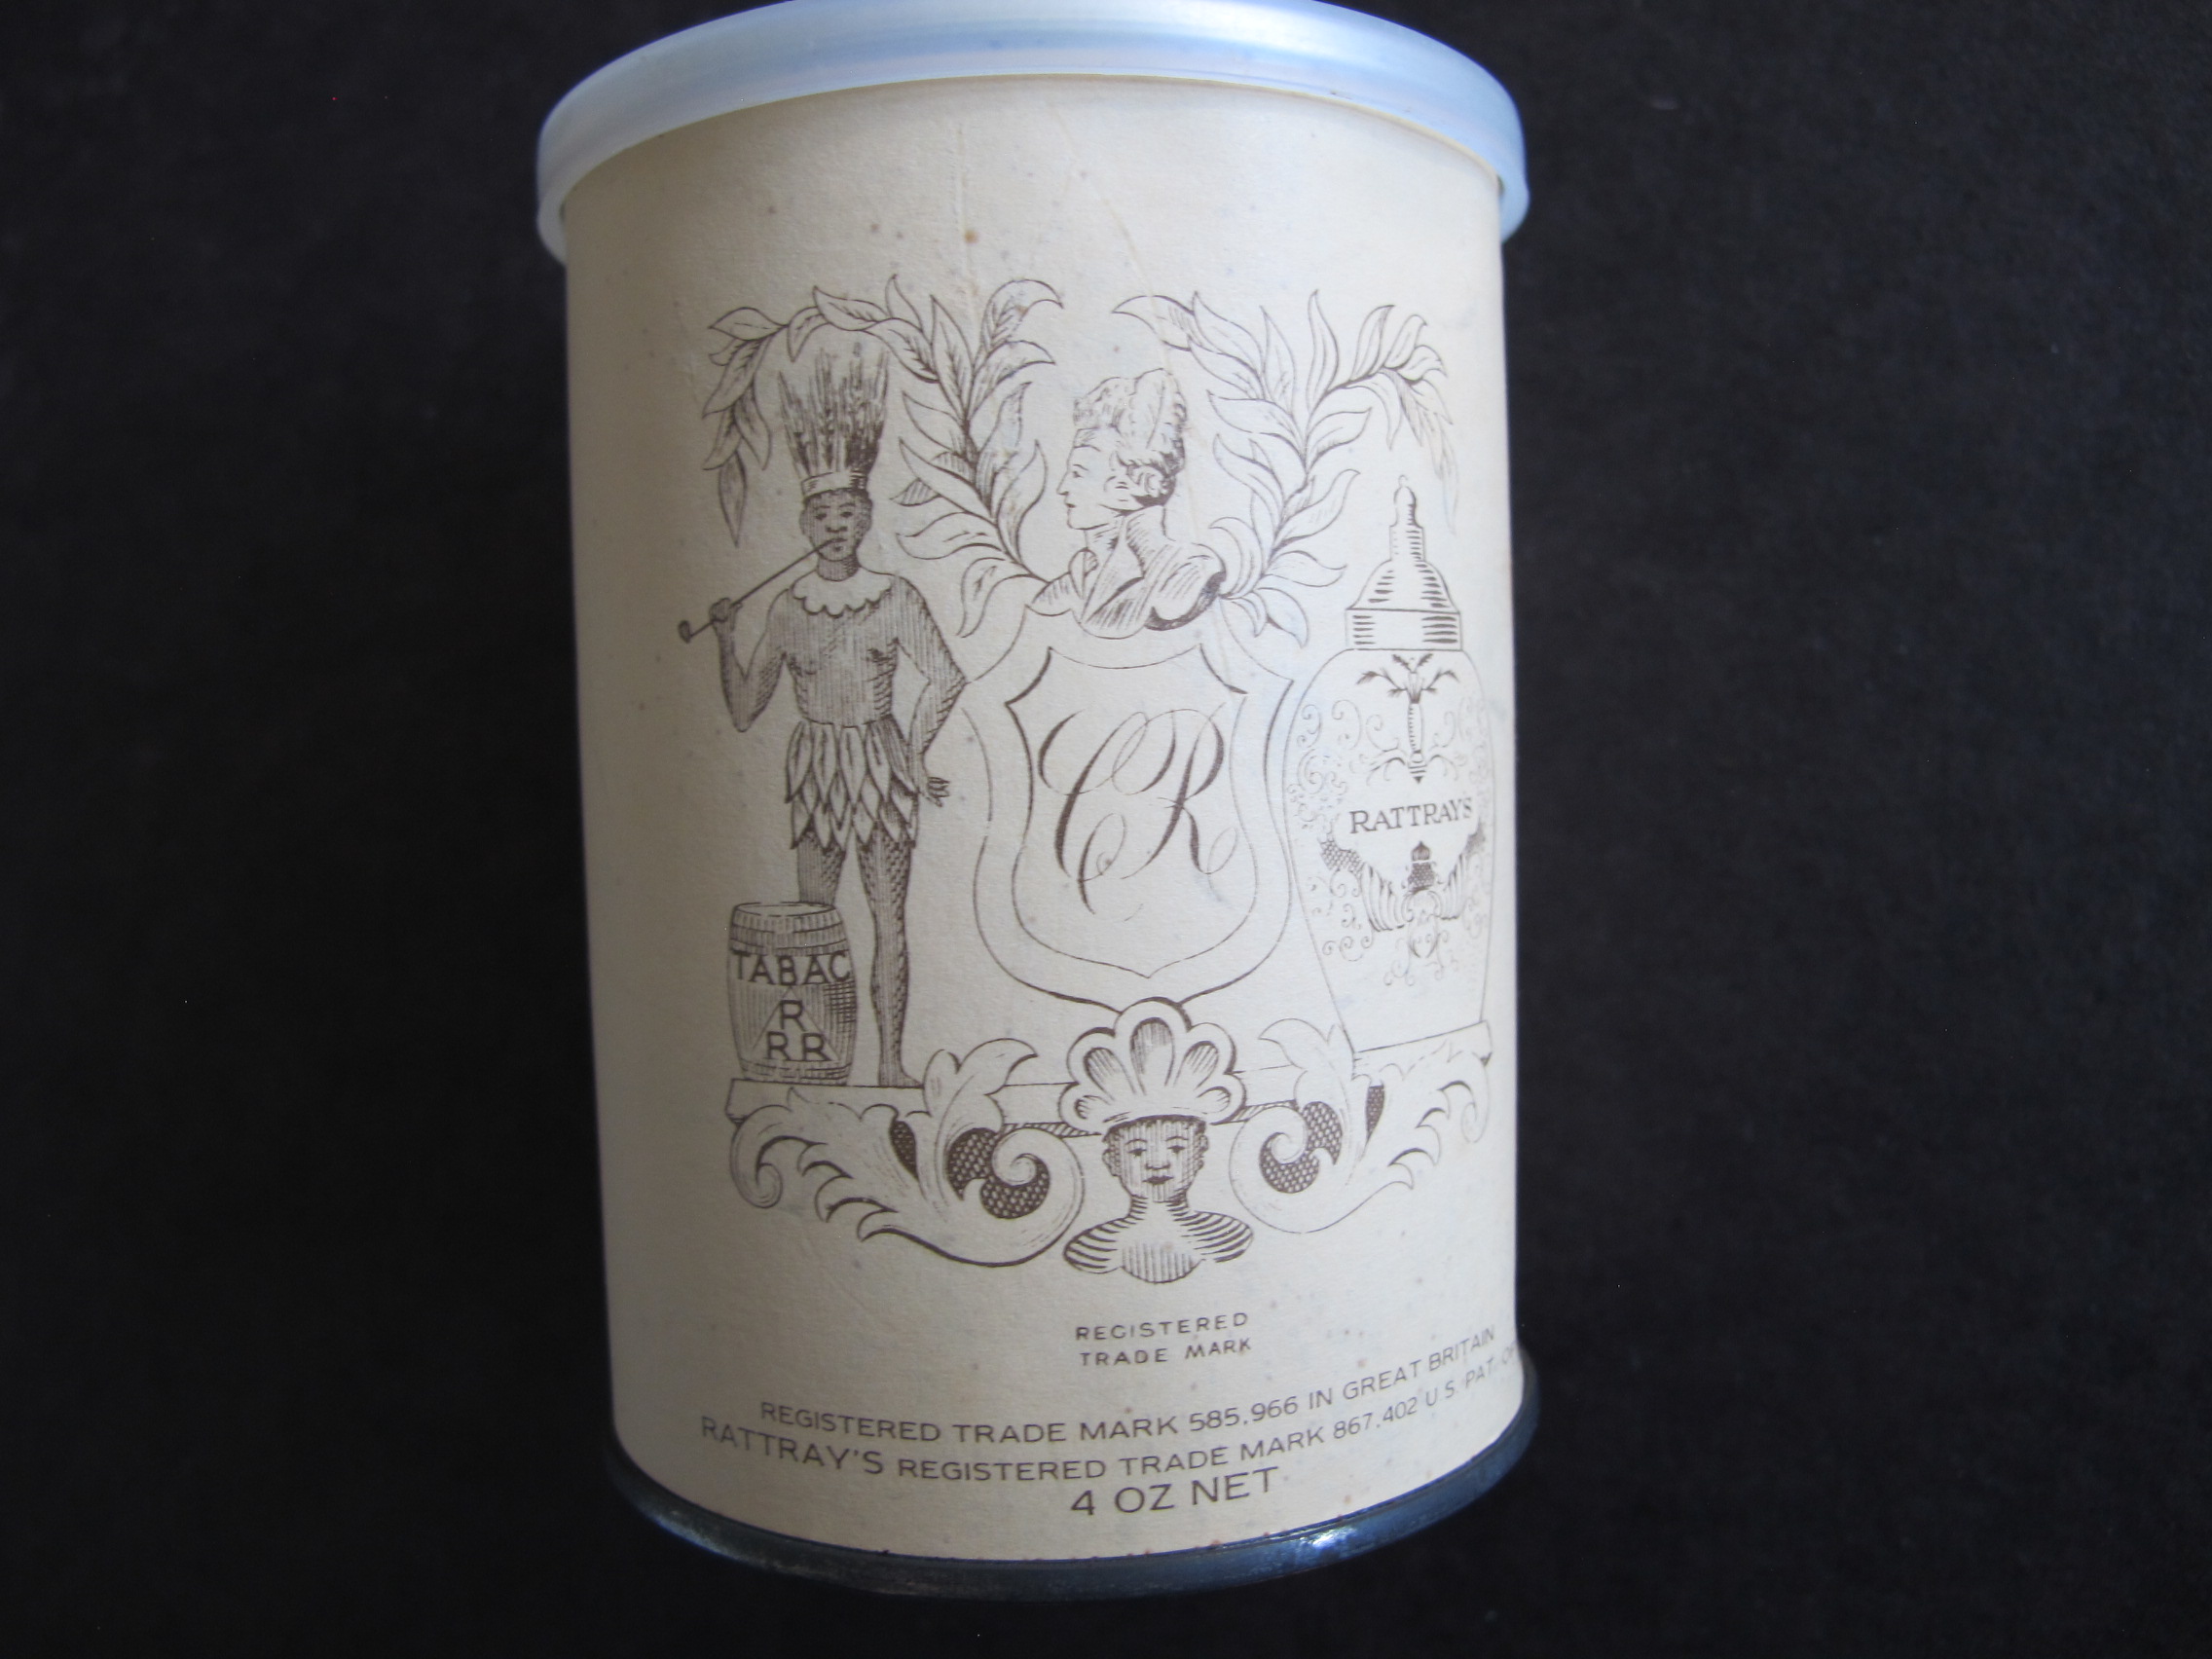 CR
RATTRAY'S
TABAC
R
RR
REGISTERED
TRADE MARK
REGISTERED TRADE MARK 585.966 IN GREAT BRITAIN
RATTRAY'S REGISTERED TRADE MARK 867.402 U S. PAT.
4 OZ NET